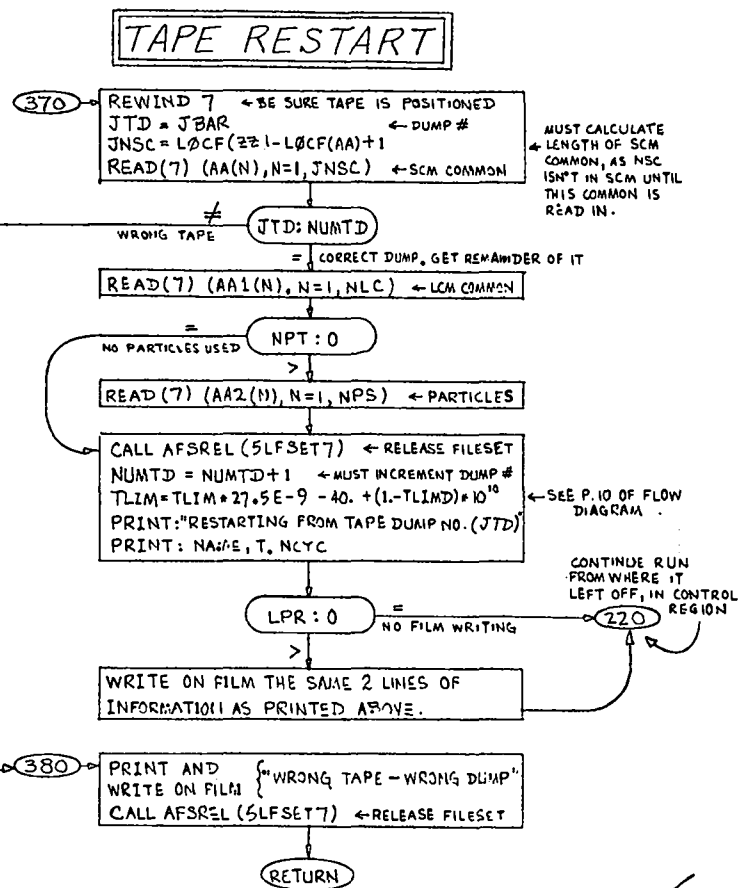 TAPE RESTART
370
REWIND 7 ← BE SURE TAPE IS POSITIONED
JTD = JBAR ← DUMP #
JNSC = LØCF(ZZ)-LØCF(AA)+1
READ(7) (AA(N),N=1,JNSC) ← SCM COMMON
← MUST CALCULATE
LENGTH OF SCM
COMMON, AS NSC
ISN'T IN SCM UNTIL
THIS COMMON IS
READ IN.
≠
WRONG TAPE
JTD: NUMTD
= CORRECT DUMP. GET REMAINDER OF IT
READ(7) (AA1(N), N=1, NLC) ← LCM COMMON
=
NO PARTICLES USED
NPT : 0
>
READ (7) (AA2(N), N=1, NPS) ← PARTICLES
CALL AFSREL (5LFSET7) ← RELEASE FILESET
NUMTD = NUMTD+1 ← MUST INCREMENT DUMP #
TLIM=TLIM*27.5E-9 -40. +(1.-TLIMD)*10¹⁰
PRINT:"RESTARTING FROM TAPE DUMP NO.(JTD)"
PRINT: NAME, T, NCYC
← SEE P.10 OF FLOW
DIAGRAM .
LPR : 0
=
NO FILM WRITING
CONTINUE RUN
FROM WHERE IT
LEFT OFF, IN CONTROL
REGION
220
>
WRITE ON FILM THE SAME 2 LINES OF
INFORMATION AS PRINTED ABOVE.
380
PRINT AND
WRITE ON FILM { "WRONG TAPE - WRONG DUMP"
CALL AFSREL (5LFSET7) ← RELEASE FILESET
RETURN